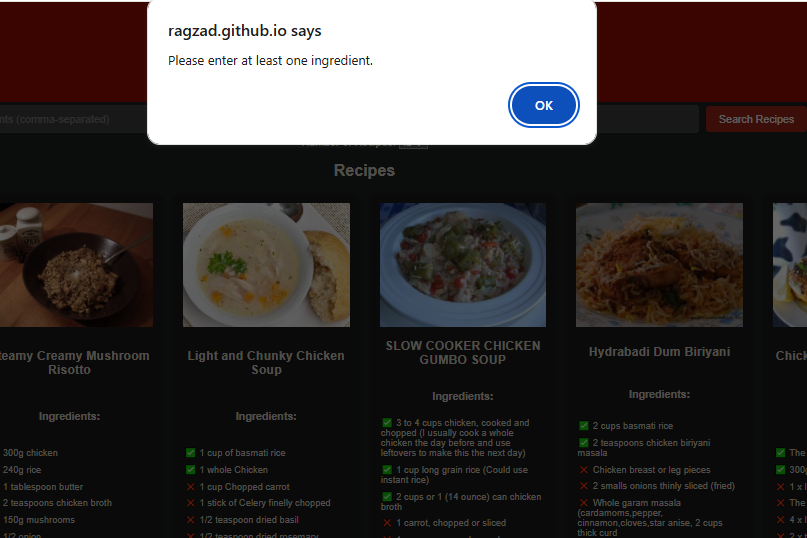 ragzad.github.io says
Please enter at least one ingredient.
OK
nts (comma-separated)
Search Recipes
Recipes
teamy Creamy Mushroom
Risotto
Ingredients:
300g chicken
240g rice
1 tablespoon butter
2 teaspoons chicken broth
150g mushrooms
1/2 onion
Light and Chunky Chicken
Soup
Ingredients:
1 cup of basmati rice
1 whole Chicken
1 cup Chopped carrot
1 stick of Celery finelly chopped
1/2 teaspoon dried basil
1/2 teaspoon dried rosemary
SLOW COOKER CHICKEN
GUMBO SOUP
Ingredients:
3 to 4 cups chicken, cooked and
chopped (I usually cook a whole
chicken the day before and use
leftovers to make this the next day)
1 cup long grain rice (Could use
instant rice)
2 cups or 1 (14 ounce) can chicken
broth
1 carrot, chopped or sliced
Hydrabadi Dum Biriyani
Ingredients:
2 cups basmati rice
2 teaspoons chicken biriyani
masala
Chicken breast or leg pieces
2 smalls onions thinly sliced (fried)
Whole garam masala
(cardamoms,pepper,
cinnamon,cloves,star anise, 2 cups
thick curd
Chick
The
300g
1 x l
The
4 x l